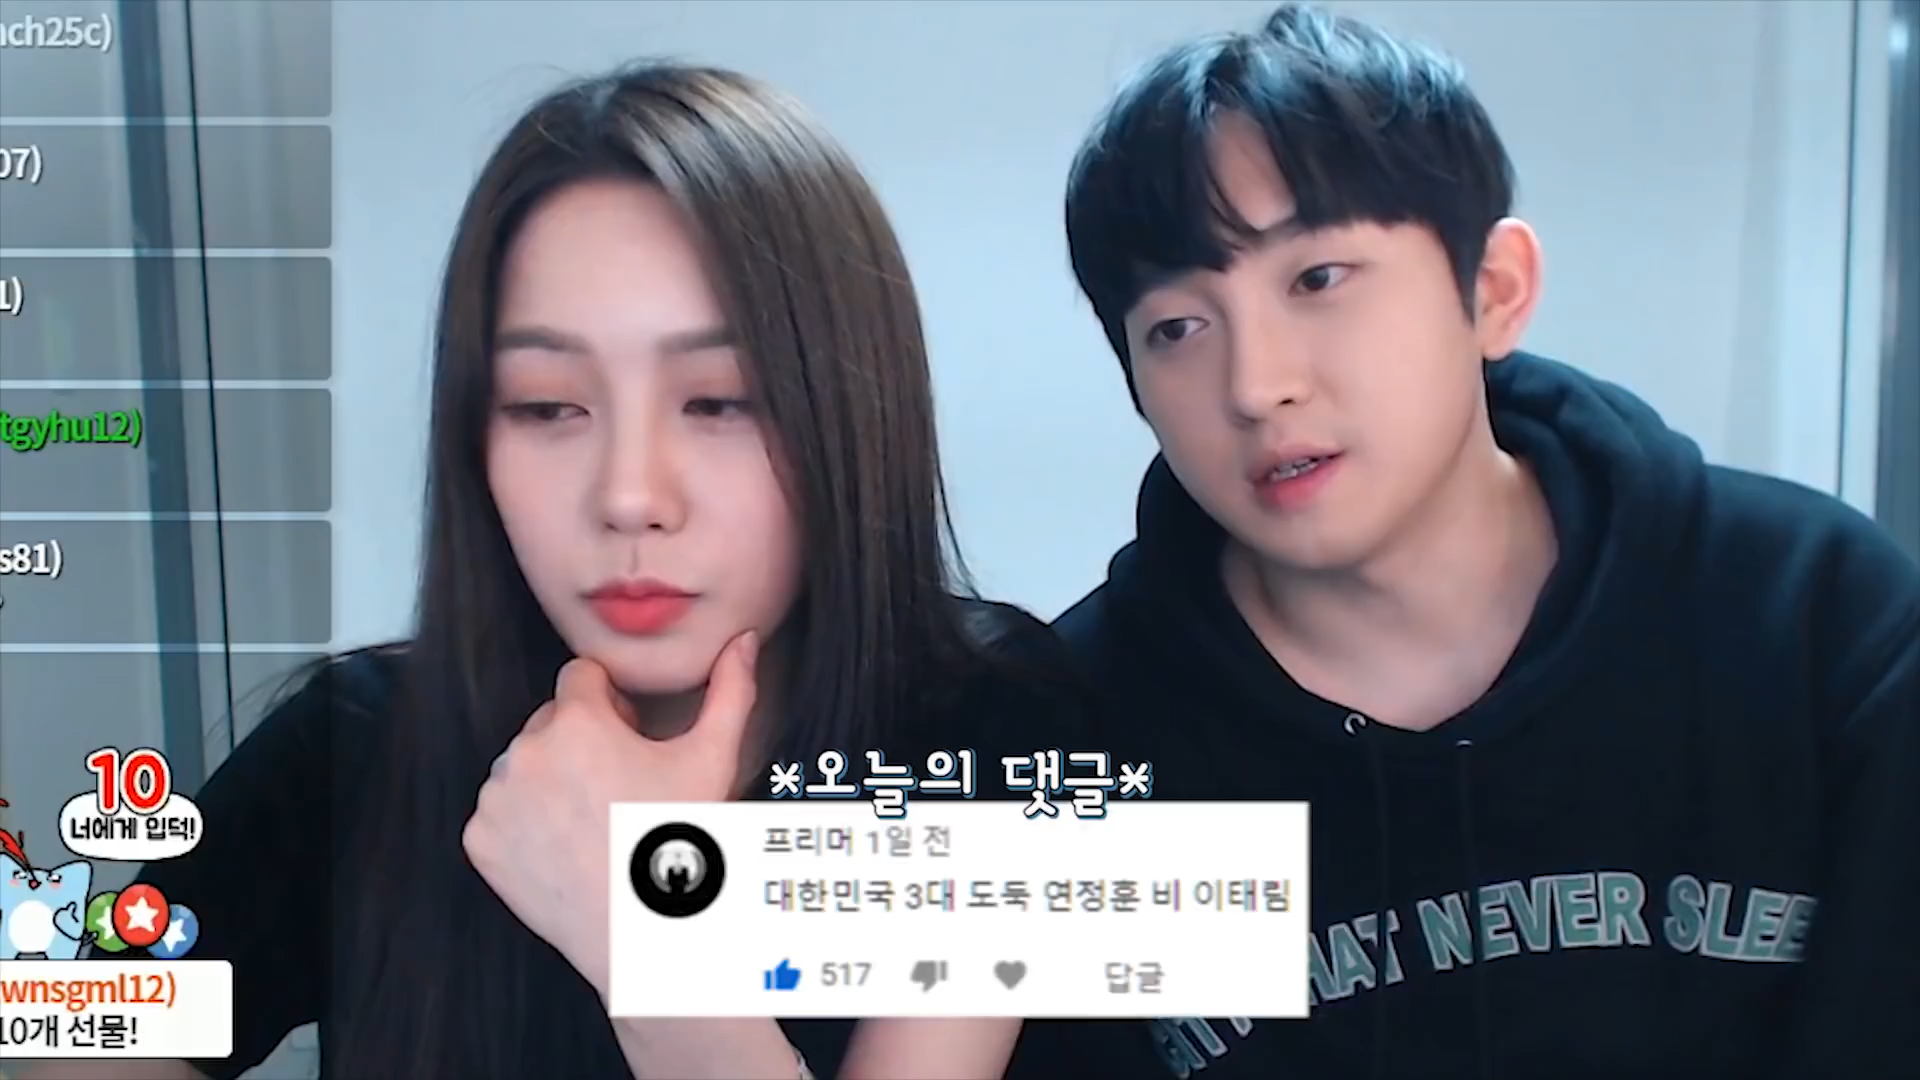 nch25c)
07)
1)
tgyhu12)
s81)
10
너에게 입덕!
wnsgml12)
10개 선물!
*오늘의 댓글*
프리머 1일 전
대한민국 3대 도둑 연정훈 비 이태림
517
답글
HAT NEVER SLEE